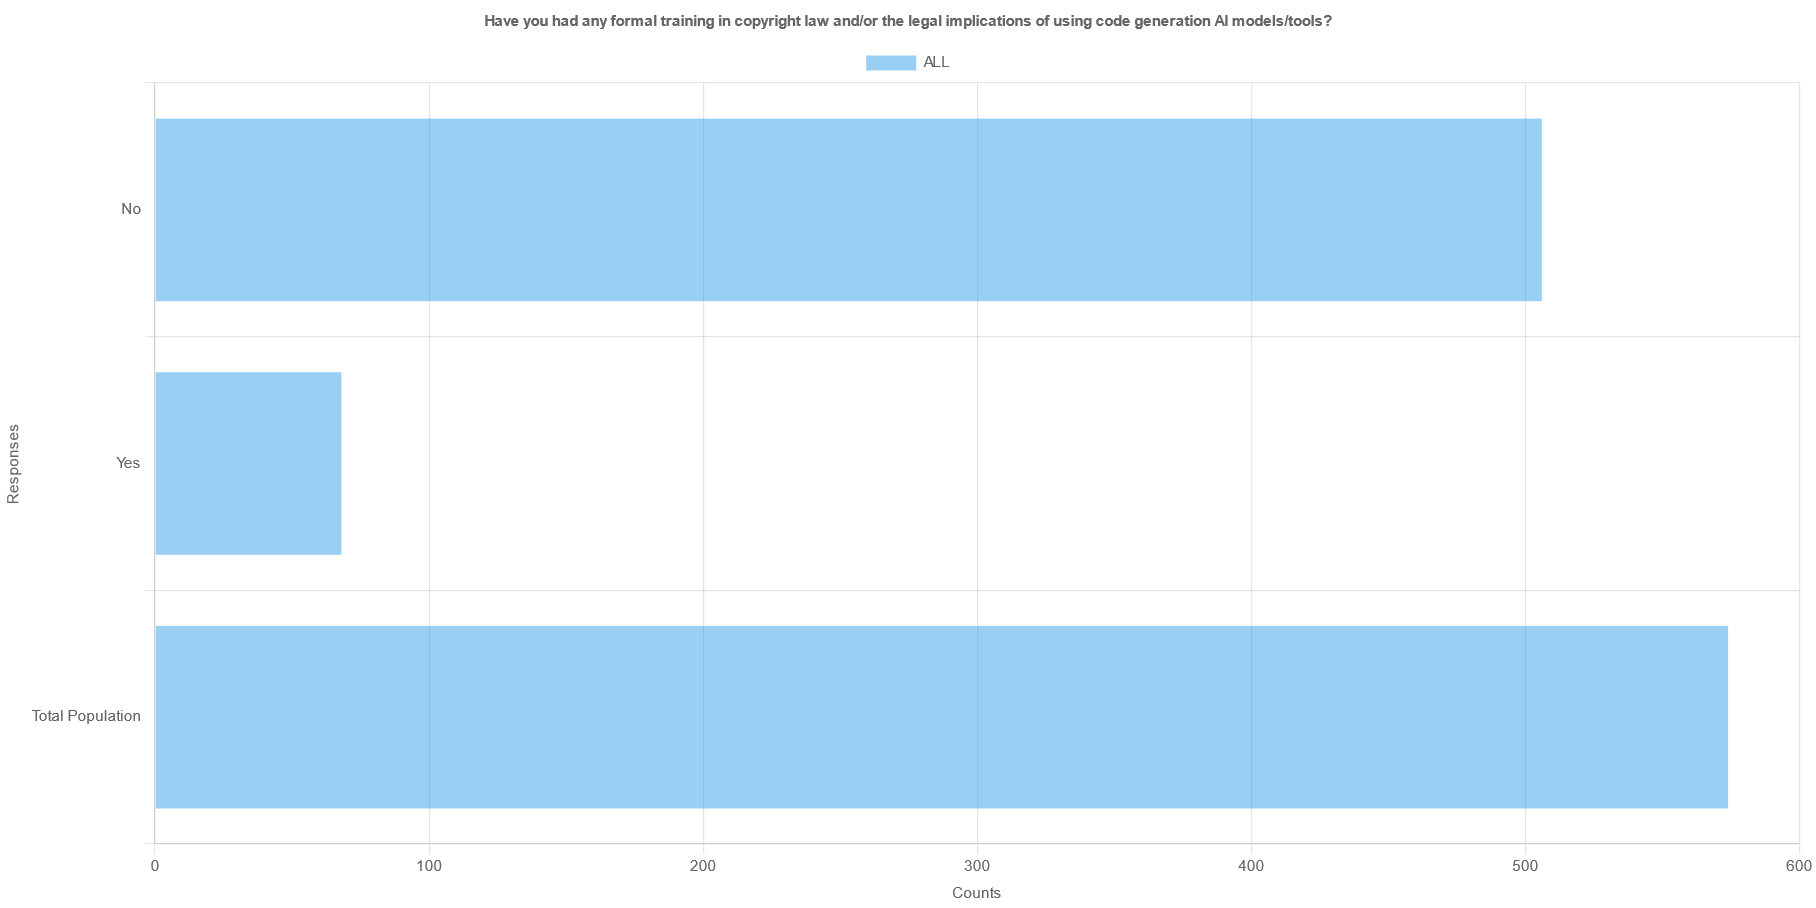 Have you had any formal training in copyright law and/or the legal implications of using code generation AI models/tools?
ALL
No
Yes
Responses
Total Population
0 100 200 300 400 500 600
Counts